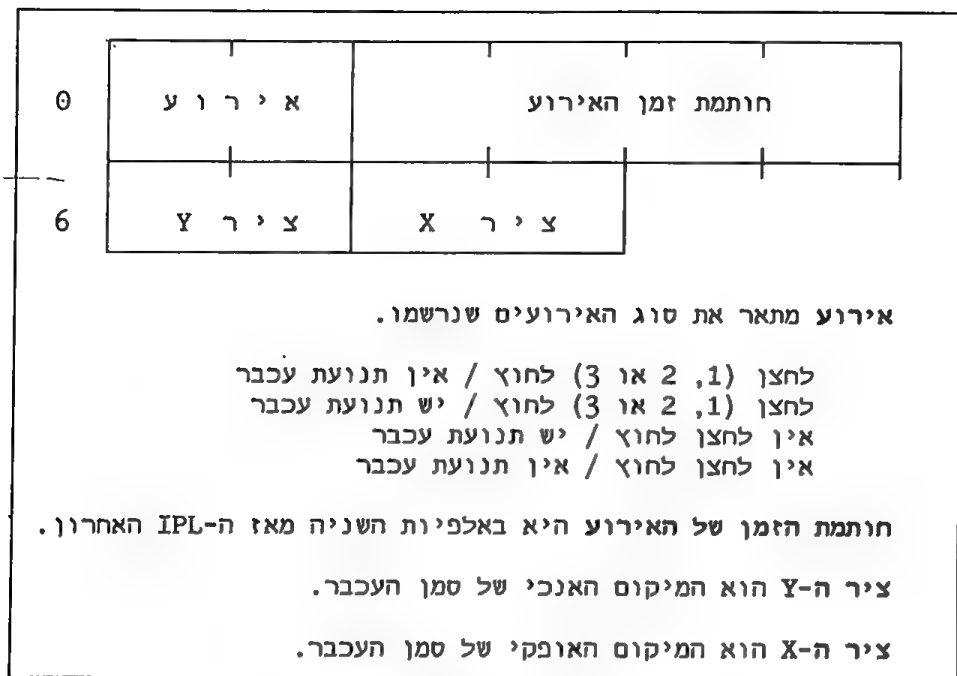 0 אירוע חותמת זמן האירוע
6 ציר Y ציר X
אירוע מתאר את סוג האירועים שנרשמו.
לחצן (1, 2 או 3) לחוץ / אין תנועת עכבר
לחצן (1, 2 או 3) לחוץ / יש תנועת עכבר
אין לחצן לחוץ / יש תנועת עכבר
אין לחצן לחוץ / אין תנועת עכבר
חותמת הזמן של האירוע היא באלפיות השניה מאז ה-IPL האחרון.
ציר ה-Y הוא המיקום האנכי של סמן העכבר.
ציר ה-X הוא המיקום האופקי של סמן העכבר.